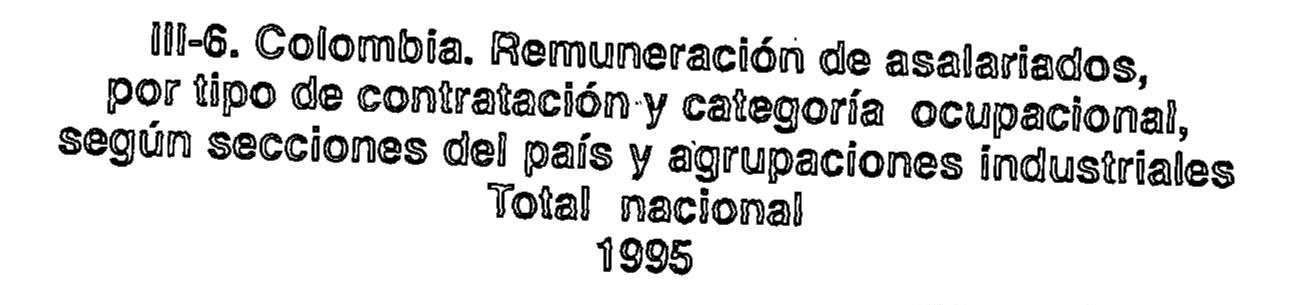 III-6. Colombia. Remuneración de asalariados,
por tipo de contratación y categoría ocupacional,
según secciones del país y agrupaciones industriales
Total nacional
1995